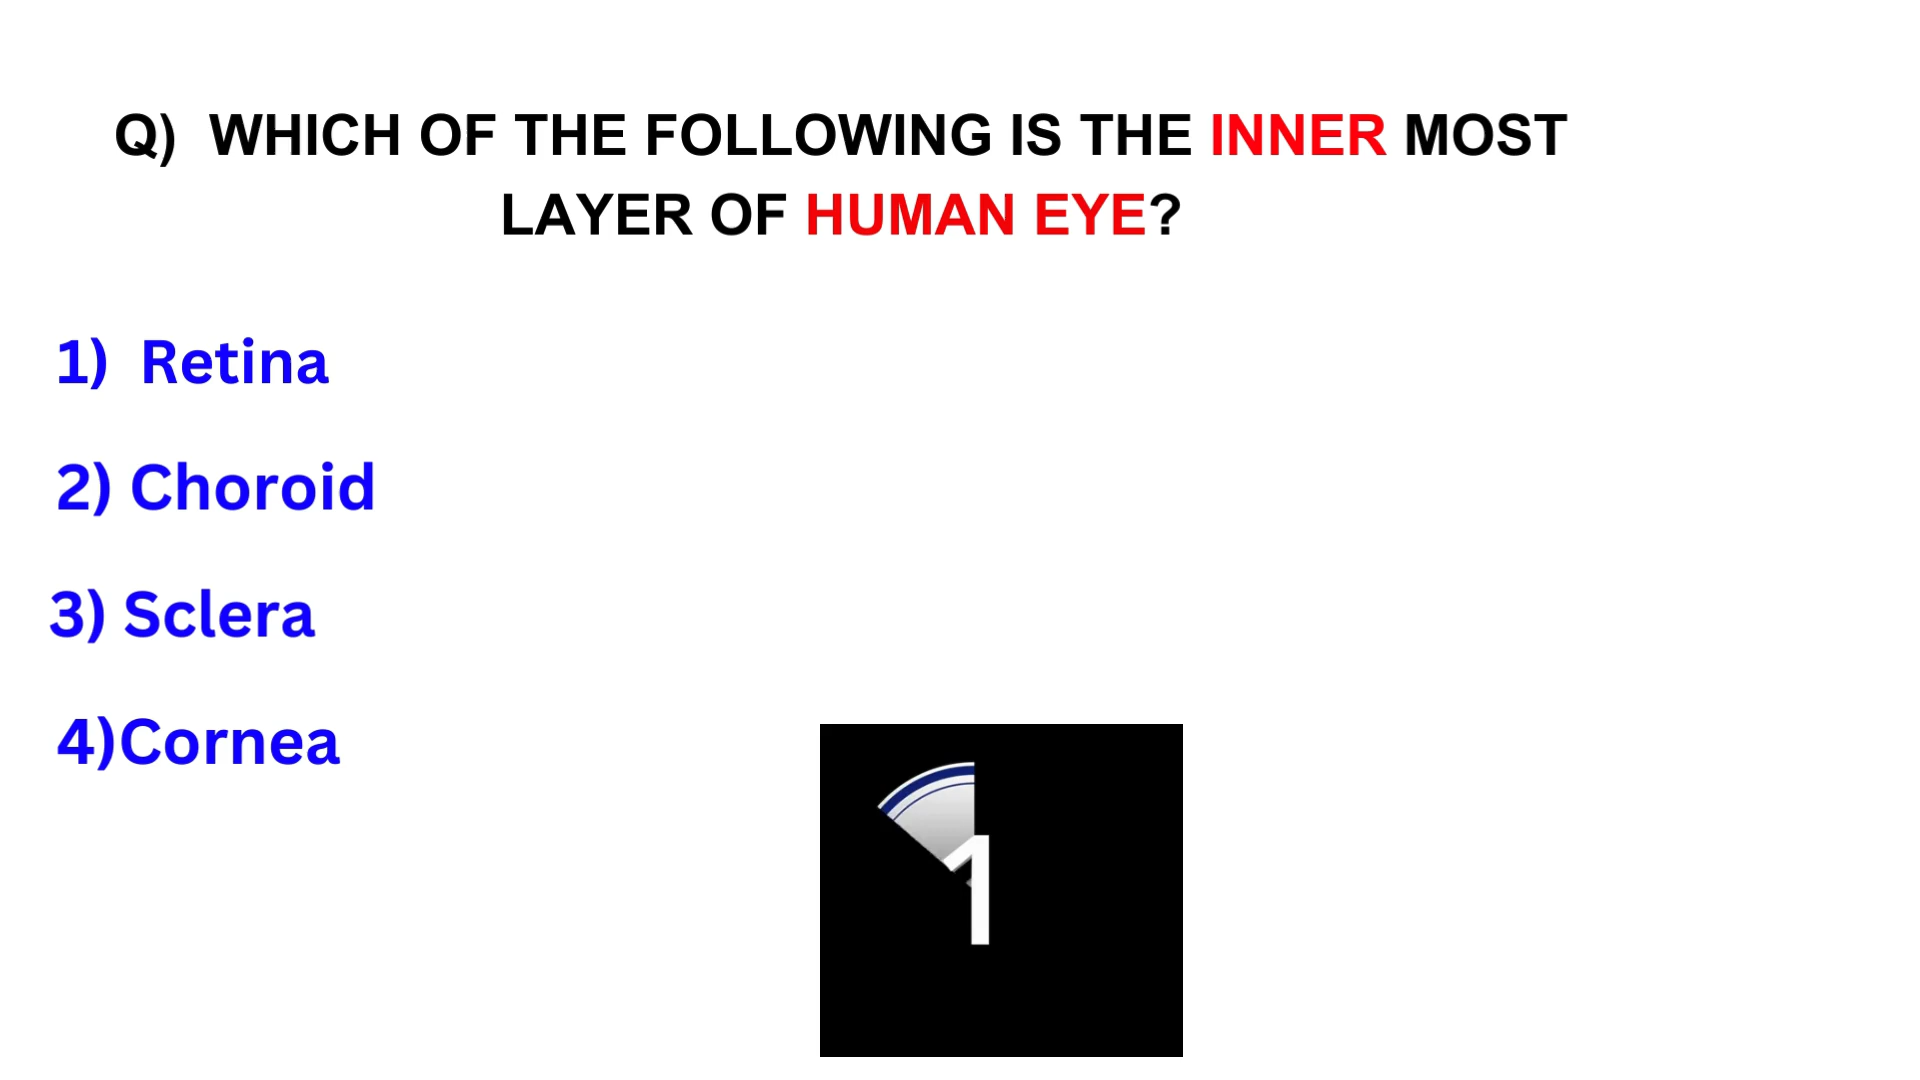 Q) WHICH OF THE FOLLOWING IS THE INNER MOST
LAYER OF HUMAN EYE?
1) Retina
2) Choroid
3) Sclera
4)Cornea
1